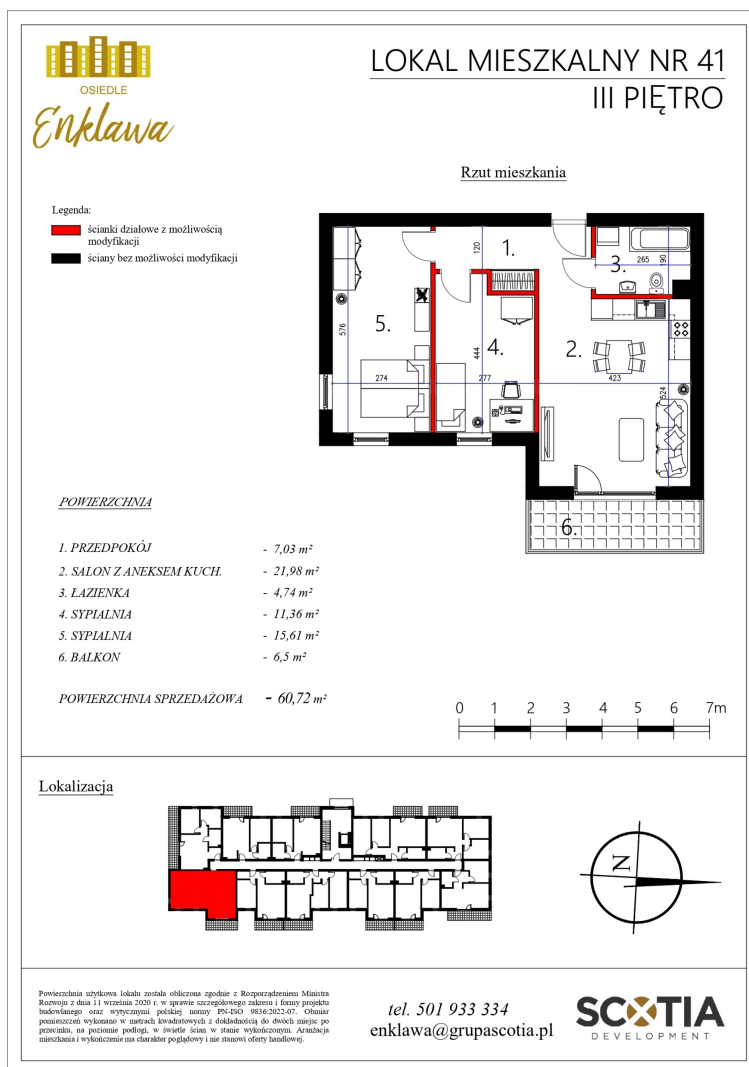 OSIEDLE
Enklawa
LOKAL MIESZKALNY NR 41
III PIĘTRO
Rzut mieszkania
Legenda:
ścianki działowe z możliwością
modyfikacji
ściany bez możliwości modyfikacji
1.
120
3.
265
190
5.
576
274
4.
444
277
2.
423
524
6.
POWIERZCHNIA
1. PRZEDPOKÓJ - 7,03 m²
2. SALON Z ANEKSEM KUCH. - 21,98 m²
3. ŁAZIENKA - 4,74 m²
4. SYPIALNIA - 11,36 m²
5. SYPIALNIA - 15,61 m²
6. BALKON - 6,5 m²
POWIERZCHNIA SPRZEDAŻOWA - 60,72 m²
0 1 2 3 4 5 6 7m
Lokalizacja
N
Powierzchnia użytkowa lokalu została obliczona zgodnie z Rozporządzeniem Ministra
Rozwoju z dnia 11 września 2020 r. w sprawie szczegółowego zakresu i formy projektu
budowlanego oraz wytycznymi polskiej normy PN-ISO 9836:2022-07. Obmiar
pomieszczeń wykonano w metrach kwadratowych z dokładnością do dwóch miejsc po
przecinku, na poziomie podłogi, w świetle ścian w stanie wykończonym. Aranżacja
mieszkania i wykończenie ma charakter poglądowy i nie stanowi oferty handlowej.
tel. 501 933 334
enklawa@grupascotia.pl
SCOTIA
DEVELOPMENT